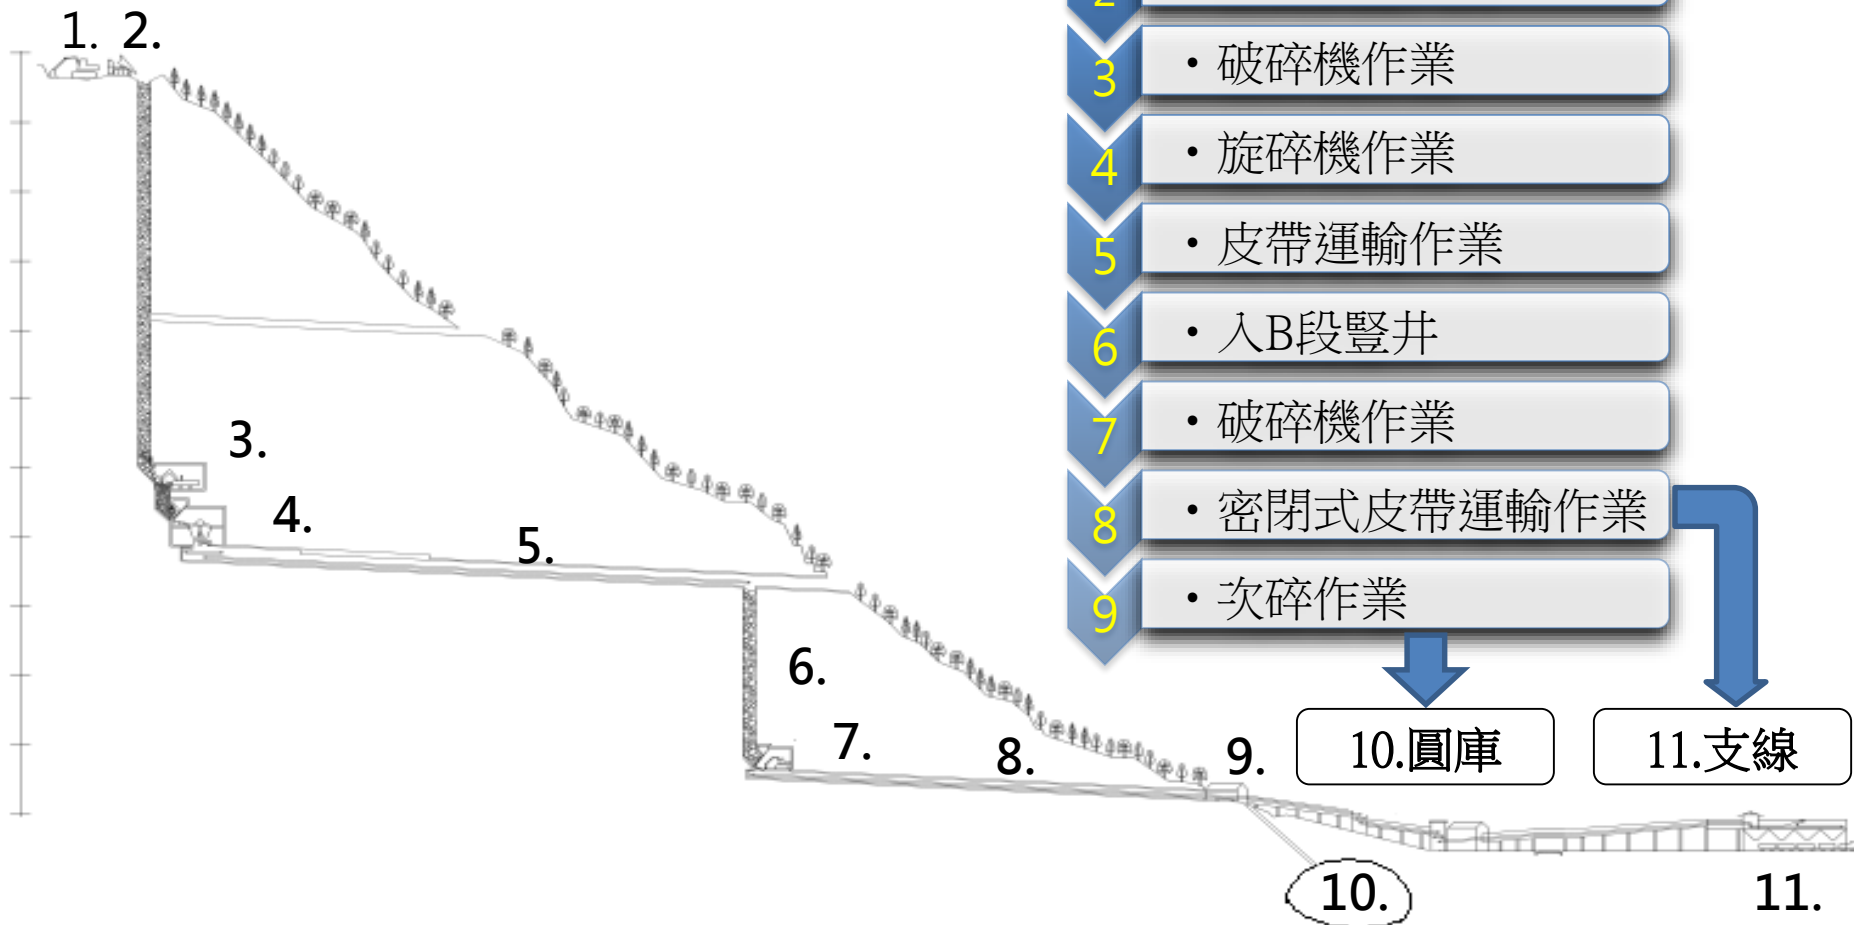 1. 2.
2
3
・破碎機作業
4
・旋碎機作業
5
・皮帶運輸作業
6
・入B段豎井
7
・破碎機作業
8
・密閉式皮帶運輸作業
9
・次碎作業
10.圓庫
11.支線
3.
4.
5.
6.
7.
8.
9.
10.
11.